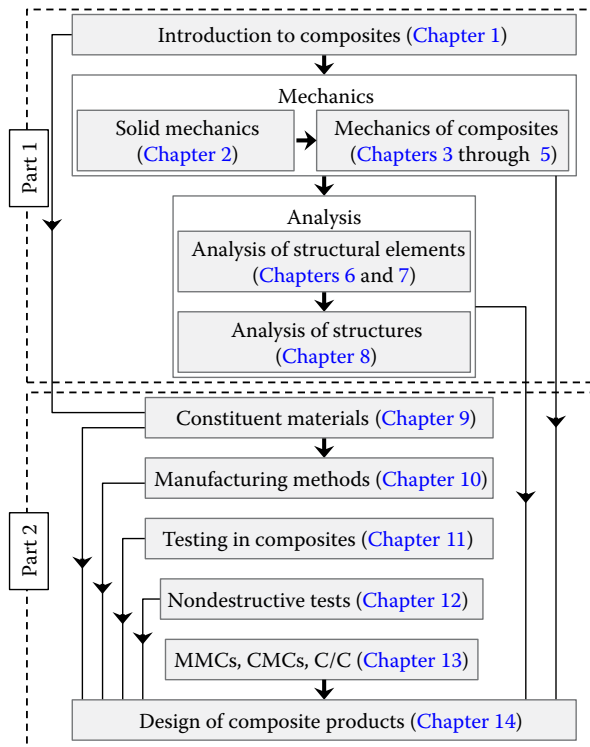 Introduction to composites (Chapter 1)
Mechanics
Solid mechanics
(Chapter 2)
Mechanics of composites
(Chapters 3 through 5)
Part 1
Analysis
Analysis of structural elements
(Chapters 6 and 7)
Analysis of structures
(Chapter 8)
Constituent materials (Chapter 9)
Manufacturing methods (Chapter 10)
Part 2
Testing in composites (Chapter 11)
Nondestructive tests (Chapter 12)
MMCs, CMCs, C/C (Chapter 13)
Design of composite products (Chapter 14)